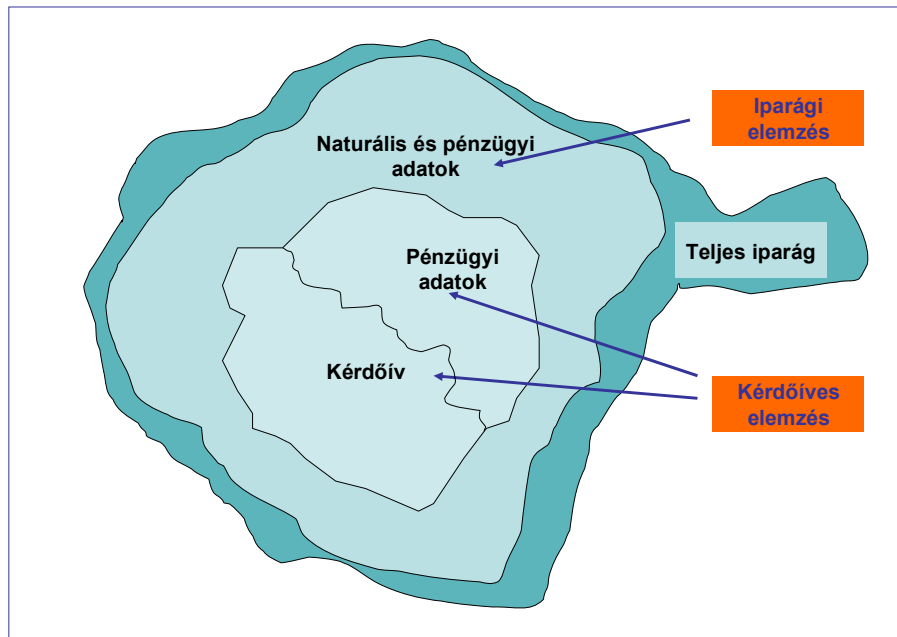 Iparági
elemzés
Naturális és pénzügyi
adatok
Teljes iparág
Pénzügyi
adatok
Kérdőív
Kérdőíves
elemzés